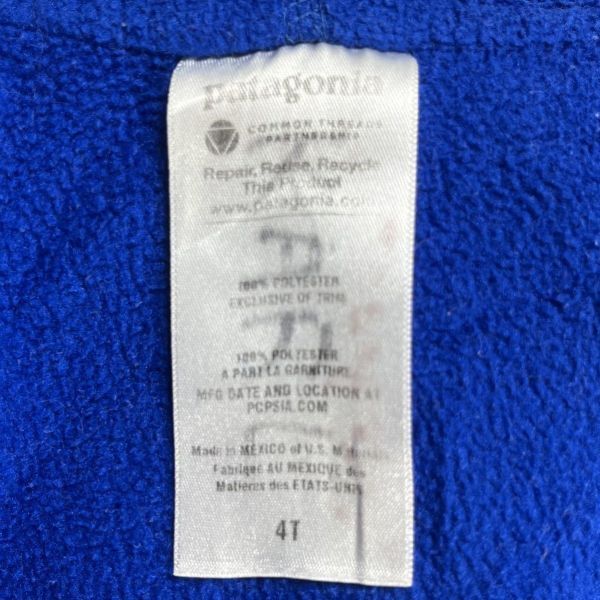 patagonia
COMMON THREADS
PARTNERSHIP
Repair, Reuse, Recycle
This Product
www.patagonia.com
100% POLYESTER
EXCLUSIVE OF TRIM
100% POLYESTER
A PART LA GARNITURE
MFG DATE AND LOCATION AT
PCPSIA.COM
Made in MEXICO of U.S. Materials
Fabriqué AU MEXIQUE des
Matières des ETATS-UNIS
4T